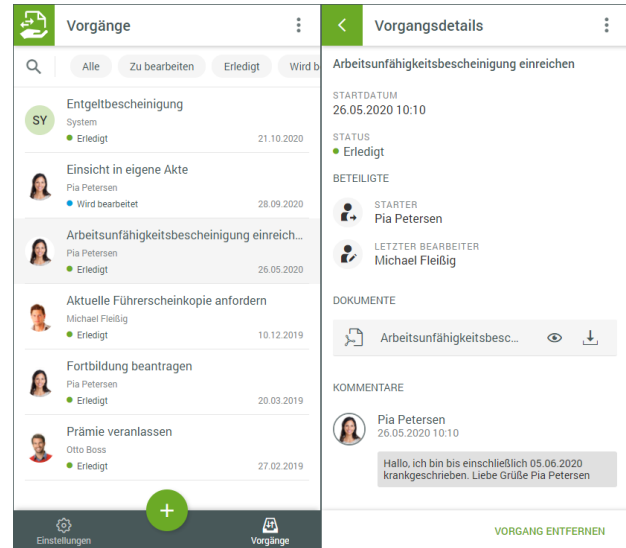 Vorgänge
Alle
Zu bearbeiten
Erledigt
Wird b
SY
Entgeltbescheinigung
System
Erledigt
21.10.2020
Einsicht in eigene Akte
Pia Petersen
Wird bearbeitet
28.09.2020
Arbeitsunfähigkeitsbescheinigung einreich...
Pia Petersen
Erledigt
26.05.2020
Aktuelle Führerscheinkopie anfordern
Michael Fleißig
Erledigt
10.12.2019
Fortbildung beantragen
Pia Petersen
Erledigt
20.03.2019
Prämie veranlassen
Otto Boss
Erledigt
27.02.2019
+
Einstellungen
Vorgänge
Vorgangsdetails
Arbeitsunfähigkeitsbescheinigung einreichen
STARTDATUM
26.05.2020 10:10
STATUS
Erledigt
BETEILIGTE
STARTER
Pia Petersen
LETZTER BEARBEITER
Michael Fleißig
DOKUMENTE
Arbeitsunfähigkeitsbesc...
KOMMENTARE
Pia Petersen
26.05.2020 10:10
Hallo, ich bin bis einschließlich 05.06.2020
krankgeschrieben. Liebe Grüße Pia Petersen
VORGANG ENTFERNEN